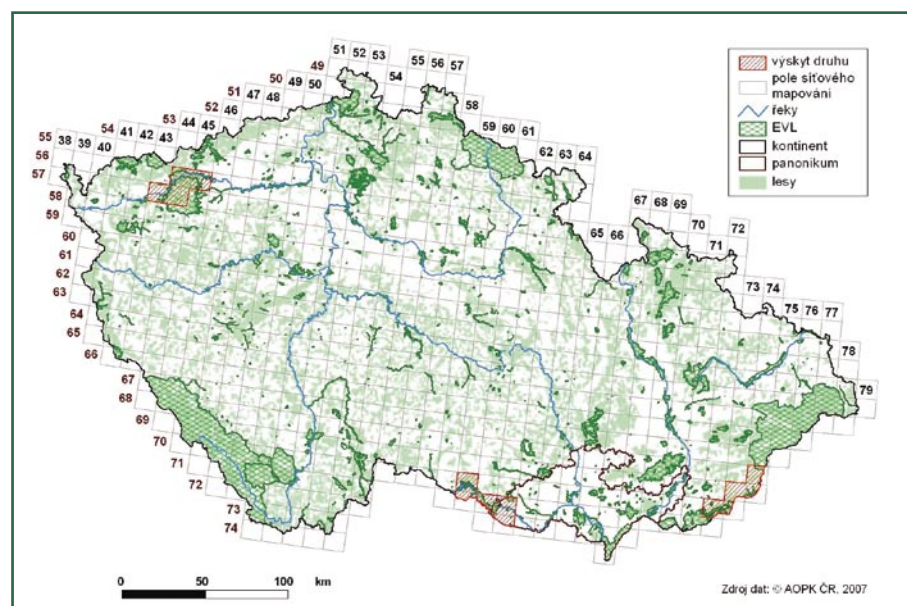 51 52 53
49
54
55 56 57
50 49 50
58
51 48
52 46 47
59 60 61
53 44 45
54 41 42 43
55 38 39 40
62 63 64
56
57
58
59
67 68 69
70
71
72
65 66
60
61
62
63
64
65
66
73 74
75 76 77
78
79
67
68
69
70
71
72
73
74
výskyt druhu
pole síťového
mapování
řeky
EVL
kontinent
panonikum
lesy
0 50 100 km
Zdroj dat: © AOPK ČR, 2007